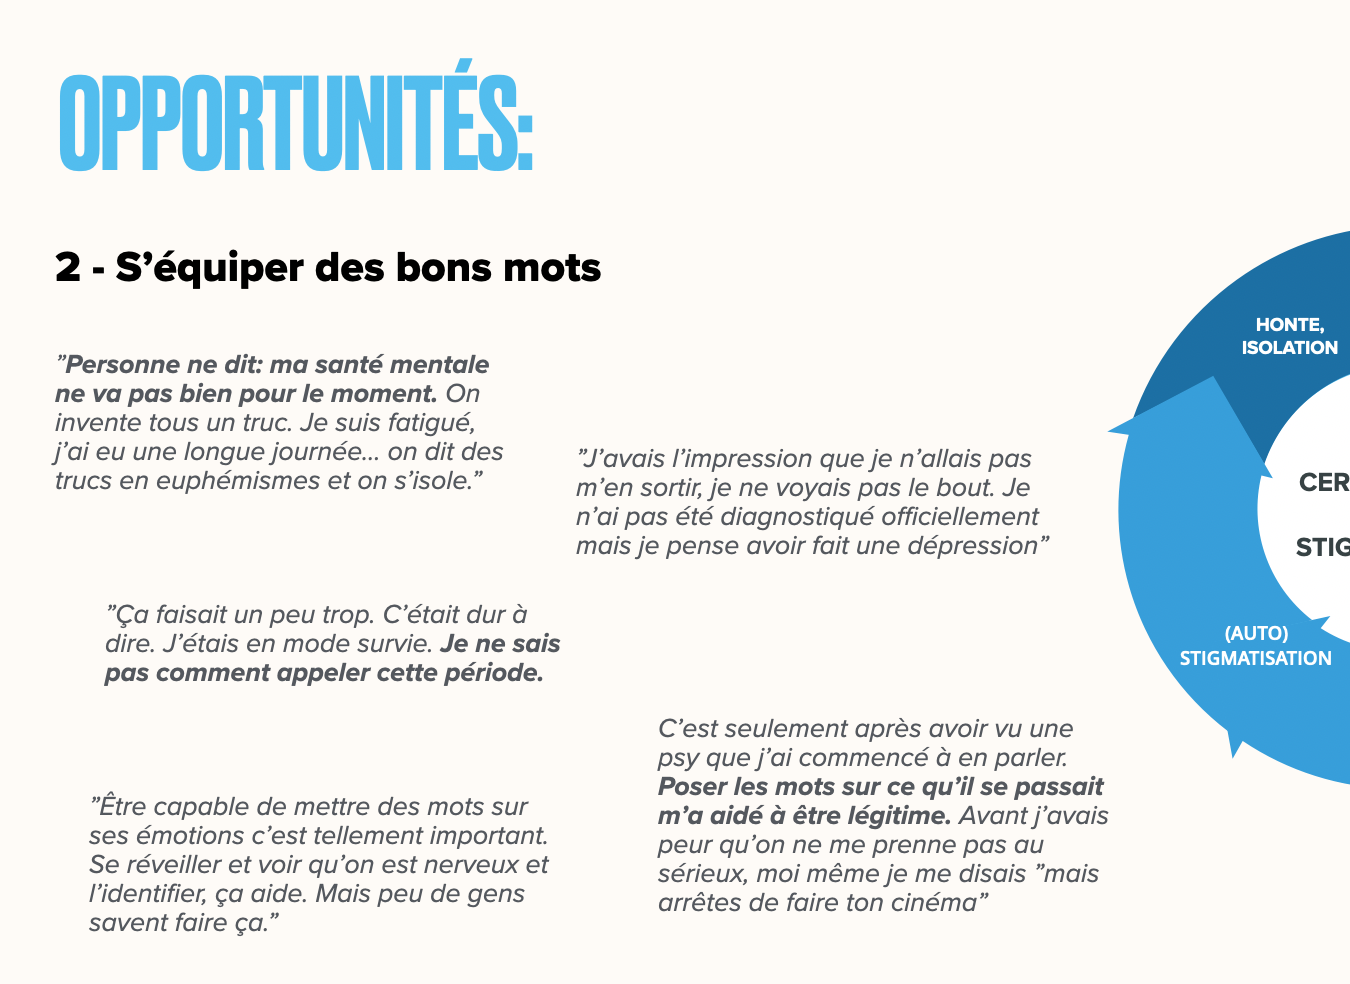 OPPORTUNITÉS:
2 - S’équiper des bons mots
”Personne ne dit: ma santé mentale
ne va pas bien pour le moment. On
invente tous un truc. Je suis fatigué,
j’ai eu une longue journée... on dit des
trucs en euphémismes et on s’isole.”
”J’avais l’impression que je n’allais pas
m’en sortir, je ne voyais pas le bout. Je
n’ai pas été diagnostiqué officiellement
mais je pense avoir fait une dépression”
”Ça faisait un peu trop. C’était dur à
dire. J’étais en mode survie. Je ne sais
pas comment appeler cette période.
C’est seulement après avoir vu une
psy que j’ai commencé à en parler.
Poser les mots sur ce qu’il se passait
m’a aidé à être légitime. Avant j’avais
peur qu’on ne me prenne pas au
sérieux, moi même je me disais ”mais
arrêtes de faire ton cinéma”
”Être capable de mettre des mots sur
ses émotions c’est tellement important.
Se réveiller et voir qu’on est nerveux et
l’identifier, ça aide. Mais peu de gens
savent faire ça.”
HONTE,
ISOLATION
CER
STIG
(AUTO)
STIGMATISATION